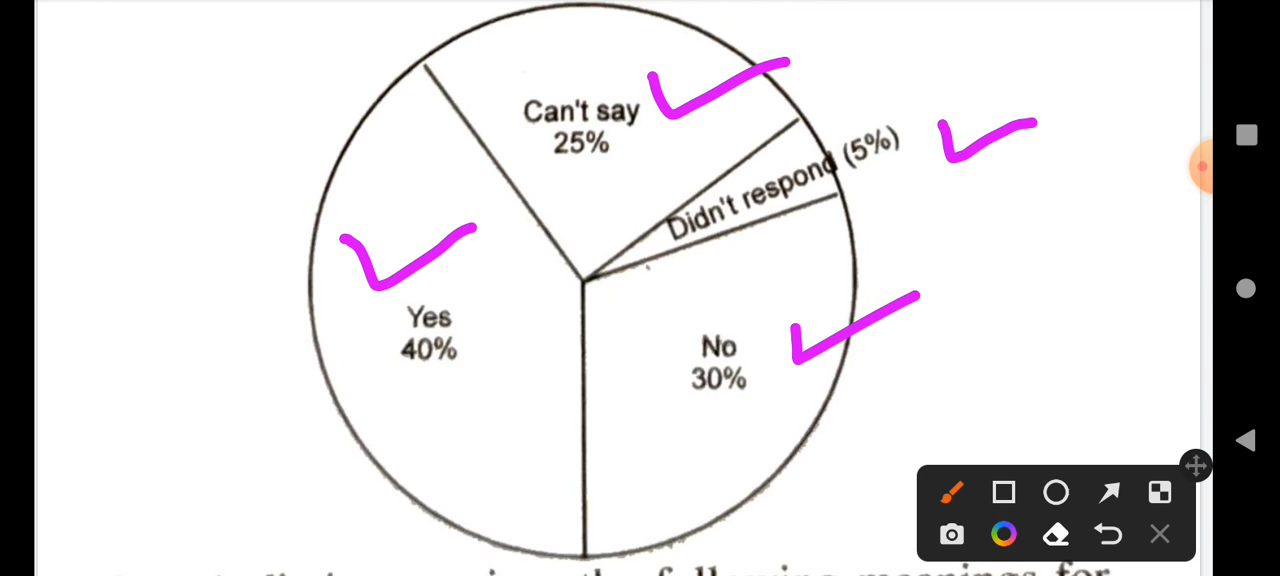 Can't say
25%
Didn't respond (5%)
Yes
40%
No
30%